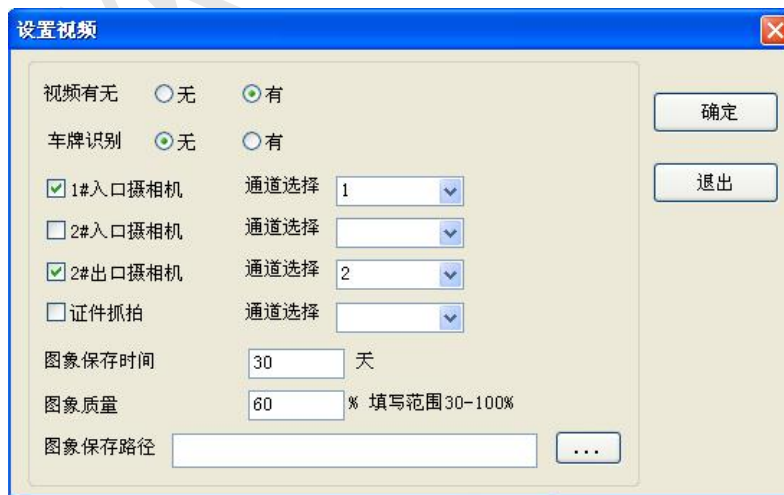 设置视频
视频有无 无 有
车牌识别 无 有
1#入口摄相机 通道选择 1
2#入口摄相机 通道选择
2#出口摄相机 通道选择 2
证件抓拍 通道选择
图象保存时间 30 天
图象质量 60 % 填写范围30-100%
图象保存路径 ...
确定
退出